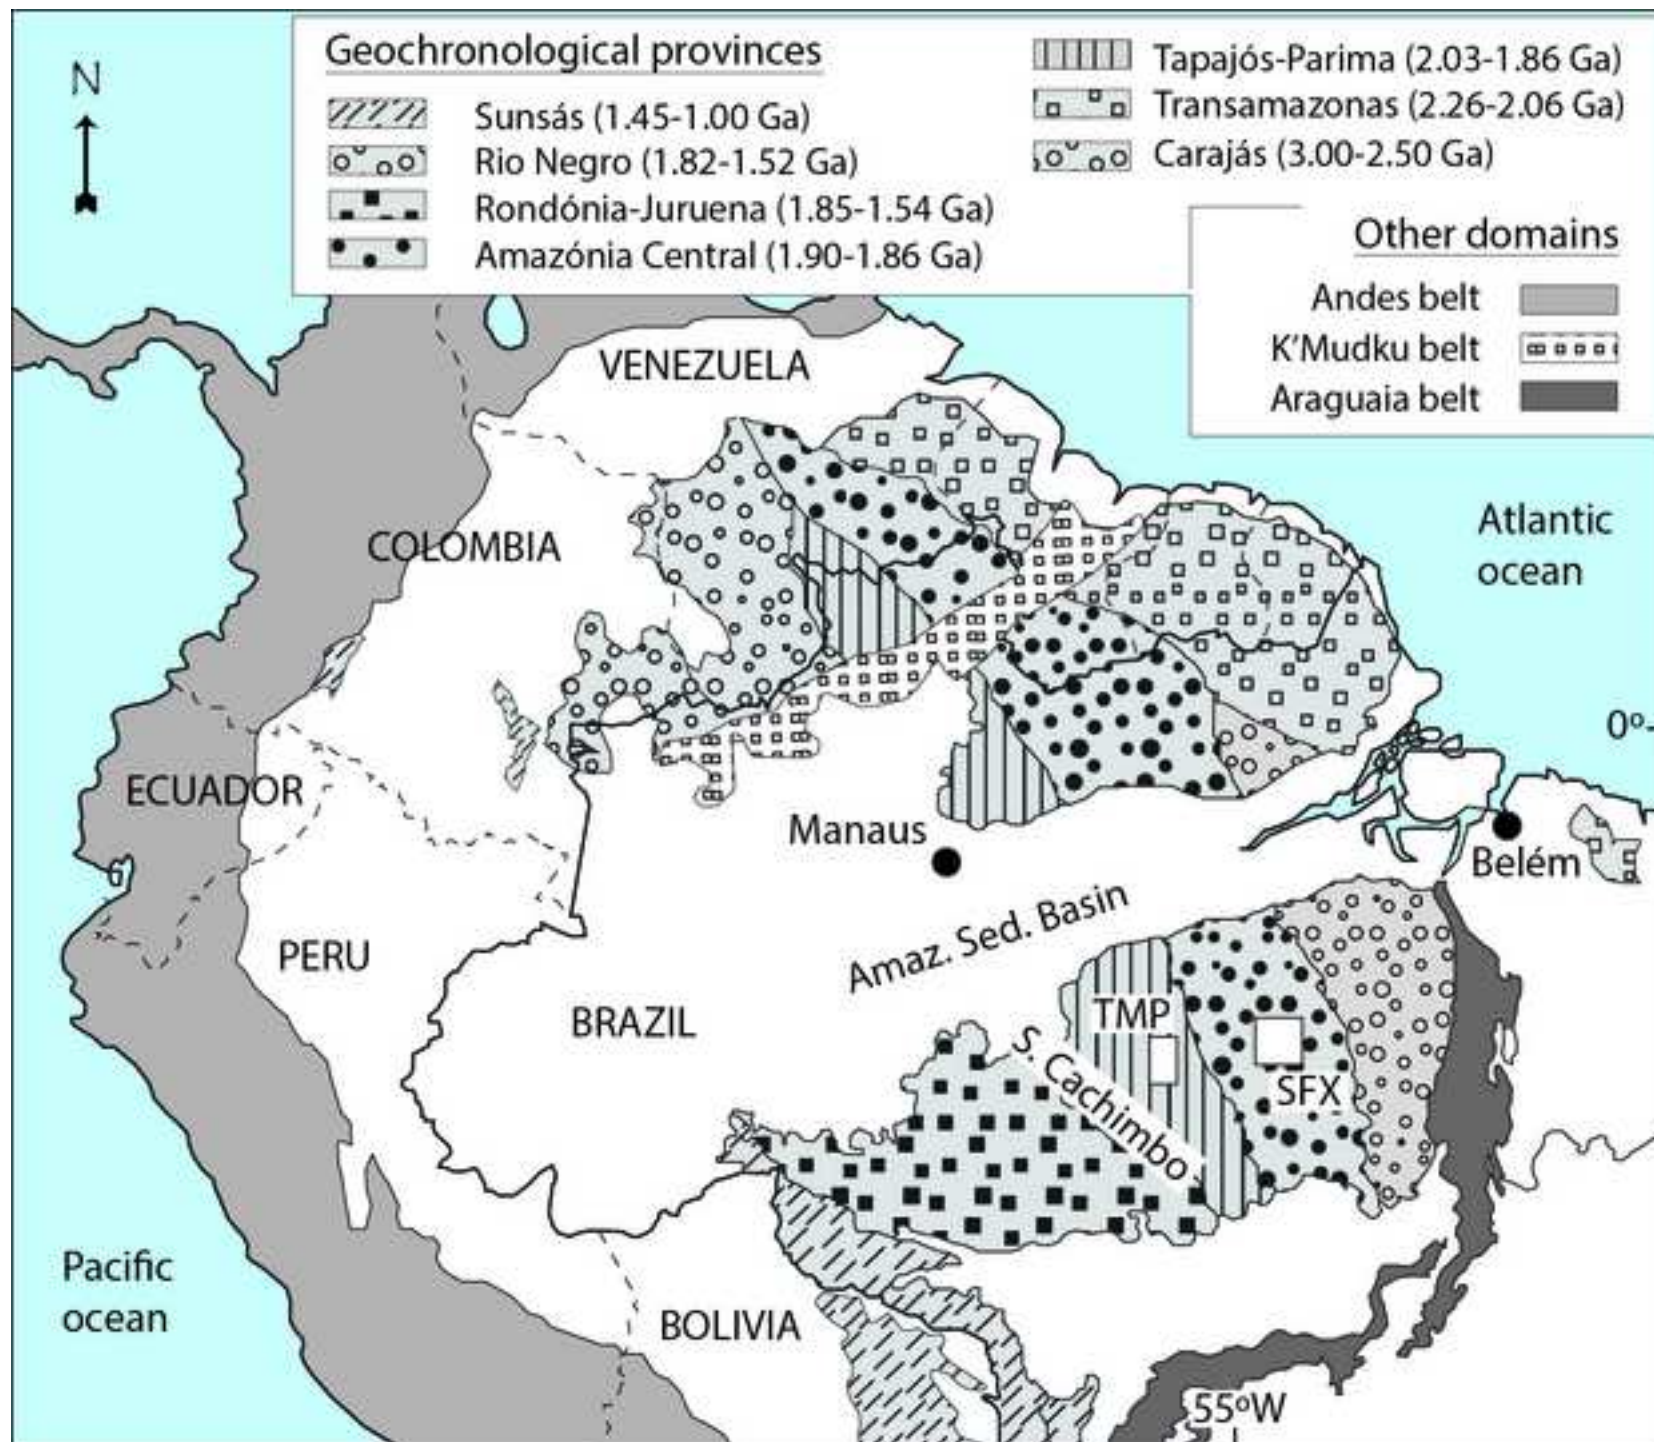 Geochronological provinces
Sunsás (1.45-1.00 Ga)
Rio Negro (1.82-1.52 Ga)
Rondónia-Juruena (1.85-1.54 Ga)
Amazónia Central (1.90-1.86 Ga)
Tapajós-Parima (2.03-1.86 Ga)
Transamazonas (2.26-2.06 Ga)
Carajás (3.00-2.50 Ga)
Other domains
Andes belt
K'Mudku belt
Araguaia belt
N
VENEZUELA
COLOMBIA
Atlantic
ocean
0º
ECUADOR
Manaus
Belém
Amaz. Sed. Basin
PERU
BRAZIL
TMP
S. Cachimbo
SFX
Pacific
ocean
BOLIVIA
55ºW